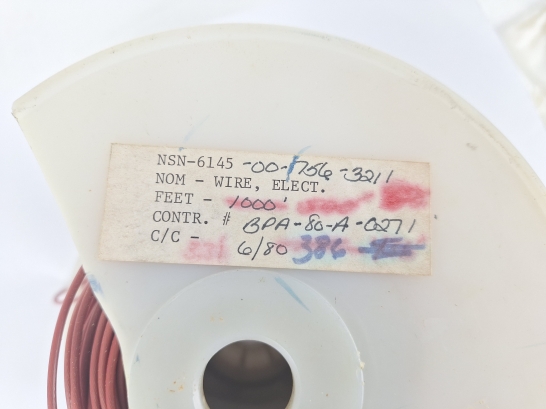 NSN-6145 -00-756-3211
NOM - WIRE, ELECT.
FEET - 1000'
CONTR. # BPA-80-A-0271
C/C - 6/80 386